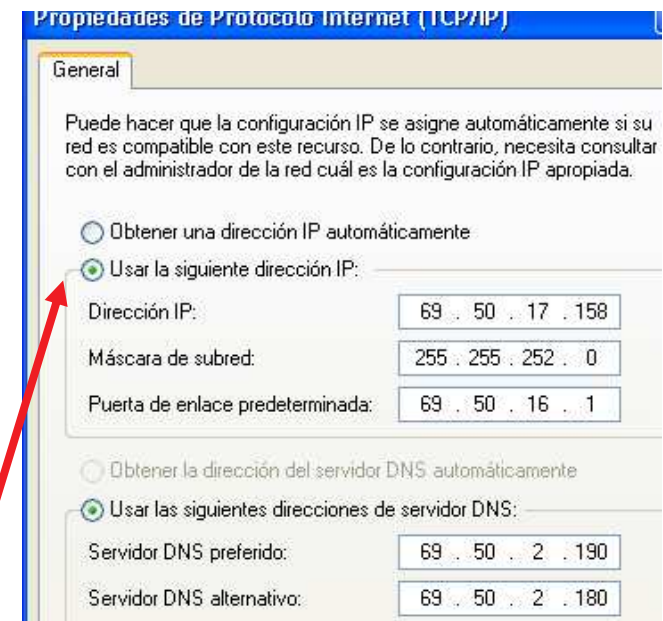 Propiedades de Protocolo Internet (TCP/IP)
General
Puede hacer que la configuración IP se asigne automáticamente si su
red es compatible con este recurso. De lo contrario, necesita consultar
con el administrador de la red cuál es la configuración IP apropiada.
Obtener una dirección IP automáticamente
Usar la siguiente dirección IP:
Dirección IP: 69 . 50 . 17 . 158
Máscara de subred: 255 . 255 . 252 . 0
Puerta de enlace predeterminada: 69 . 50 . 16 . 1
Obtener la dirección del servidor DNS automáticamente
Usar las siguientes direcciones de servidor DNS:
Servidor DNS preferido: 69 . 50 . 2 . 190
Servidor DNS alternativo: 69 . 50 . 2 . 180